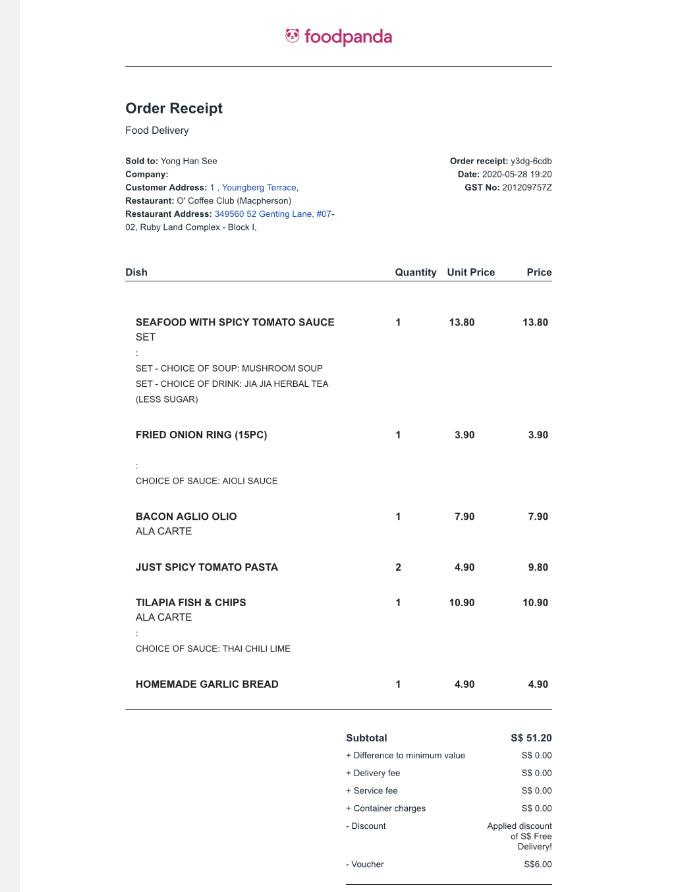 foodpanda
Order Receipt
Food Delivery
Sold to: Yong Han See
Company:
Customer Address: 1 , Youngberg Terrace,
Restaurant: O' Coffee Club (Macpherson)
Restaurant Address: 349560 52 Genting Lane, #07-
02, Ruby Land Complex - Block I,
Order receipt: y3dg-6cdb
Date: 2020-05-28 19:20
GST No: 201209757Z
Dish Quantity Unit Price Price
SEAFOOD WITH SPICY TOMATO SAUCE 1 13.80 13.80
SET
:
SET - CHOICE OF SOUP: MUSHROOM SOUP
SET - CHOICE OF DRINK: JIA JIA HERBAL TEA
(LESS SUGAR)
FRIED ONION RING (15PC) 1 3.90 3.90
:
CHOICE OF SAUCE: AIOLI SAUCE
BACON AGLIO OLIO 1 7.90 7.90
ALA CARTE
JUST SPICY TOMATO PASTA 2 4.90 9.80
TILAPIA FISH & CHIPS 1 10.90 10.90
ALA CARTE
:
CHOICE OF SAUCE: THAI CHILI LIME
HOMEMADE GARLIC BREAD 1 4.90 4.90
Subtotal S$ 51.20
+ Difference to minimum value S$ 0.00
+ Delivery fee S$ 0.00
+ Service fee S$ 0.00
+ Container charges S$ 0.00
- Discount Applied discount
of S$ Free
Delivery!
- Voucher S$6.00